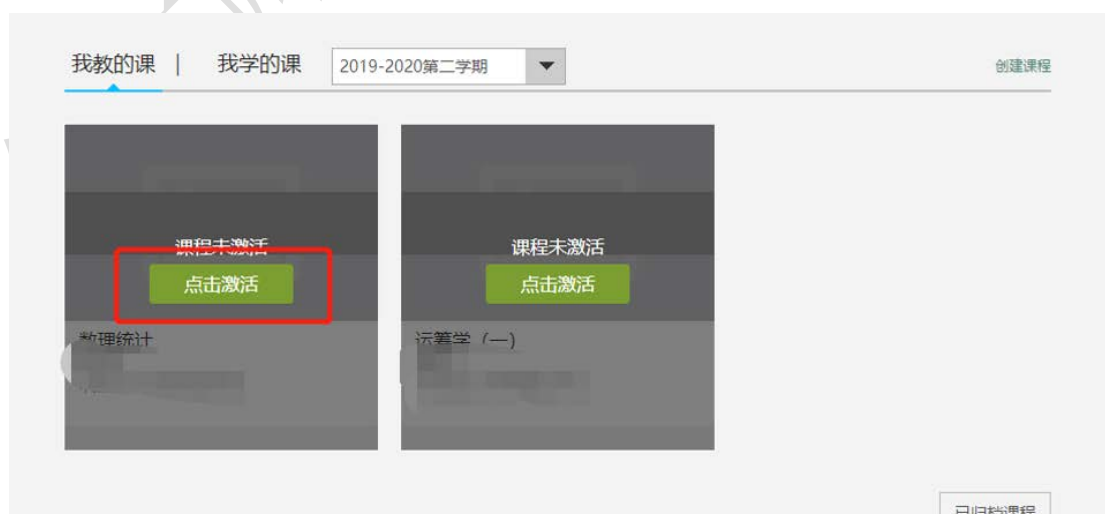 我教的课 | 我学的课 2019-2020第二学期 创建课程
课程未激活 课程未激活
点击激活 点击激活
数理统计 运筹学（一）
已归档课程